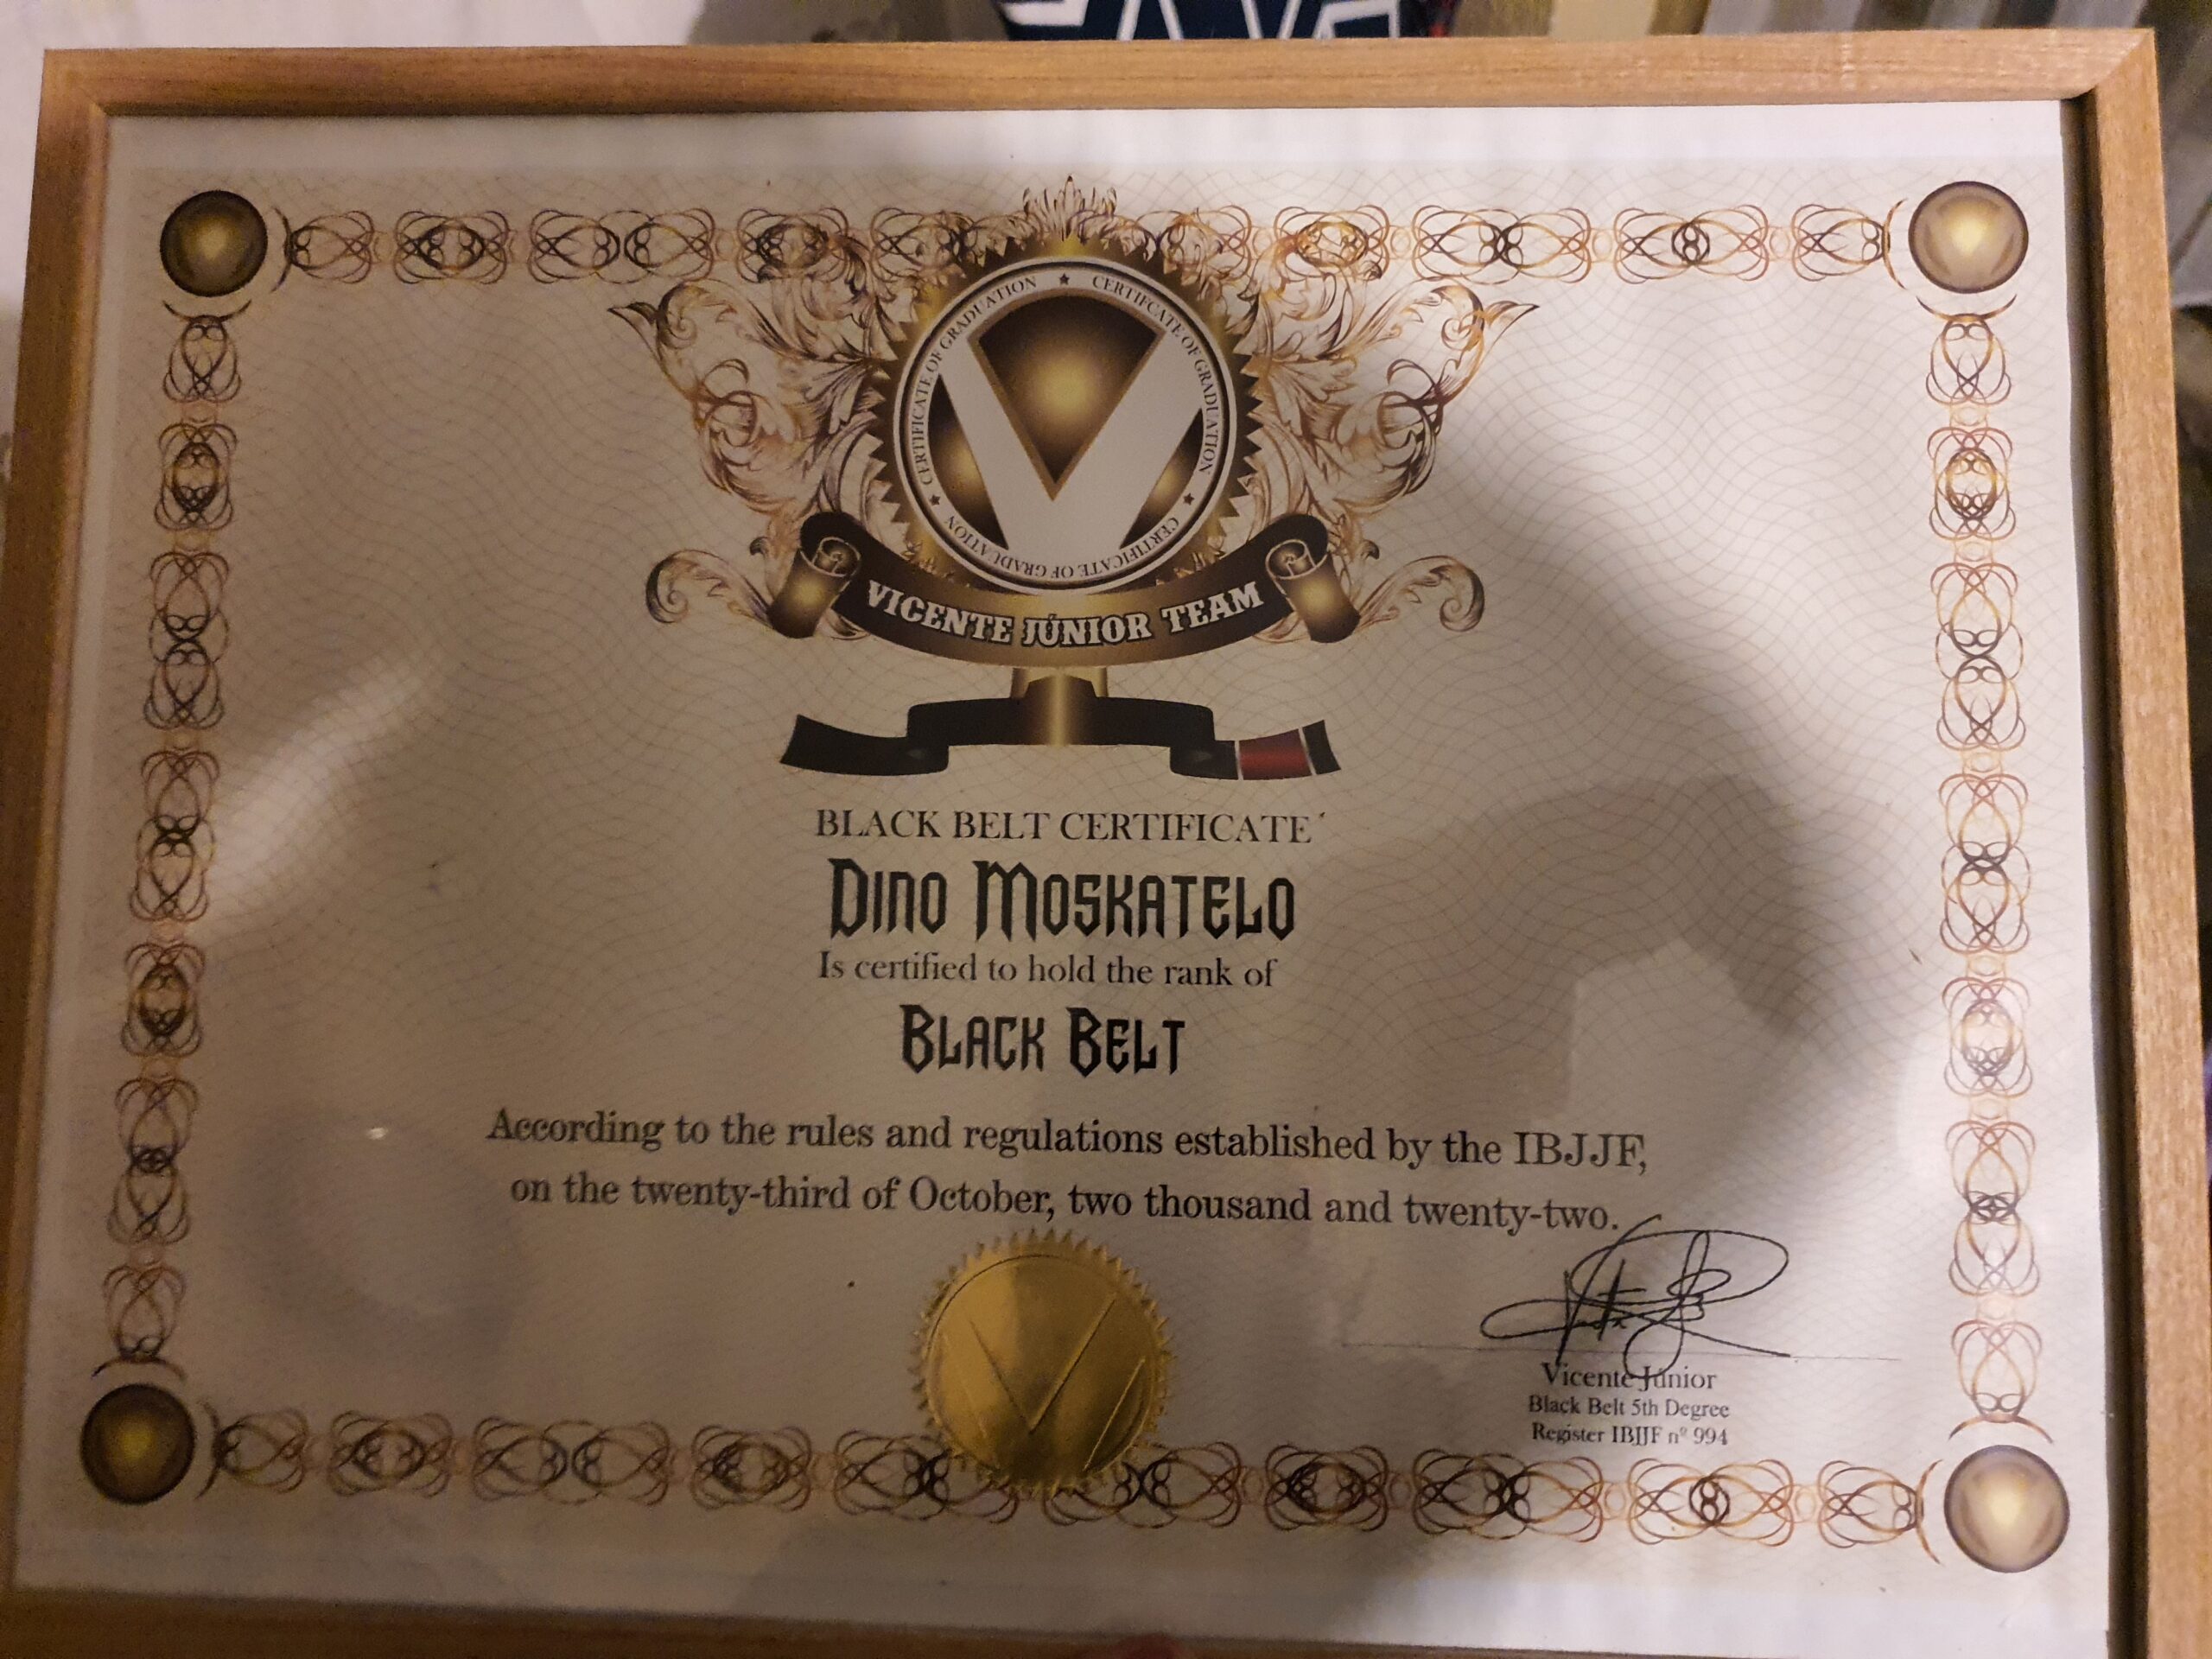 CERTIFICATE OF GRADUATION ★ CERTIFCATE OF GRADUATION ★ CERTIFICATE OF GRADUATION ★
V
VICENTE JÚNIOR TEAM
BLACK BELT CERTIFICATE´
Dino Moskatelo
Is certified to hold the rank of
Black Belt
According to the rules and regulations established by the IBJJF,
on the twenty-third of October, two thousand and twenty-two.
V
Vicente Júnior
Black Belt 5th Degree
Register IBJJF nº 994